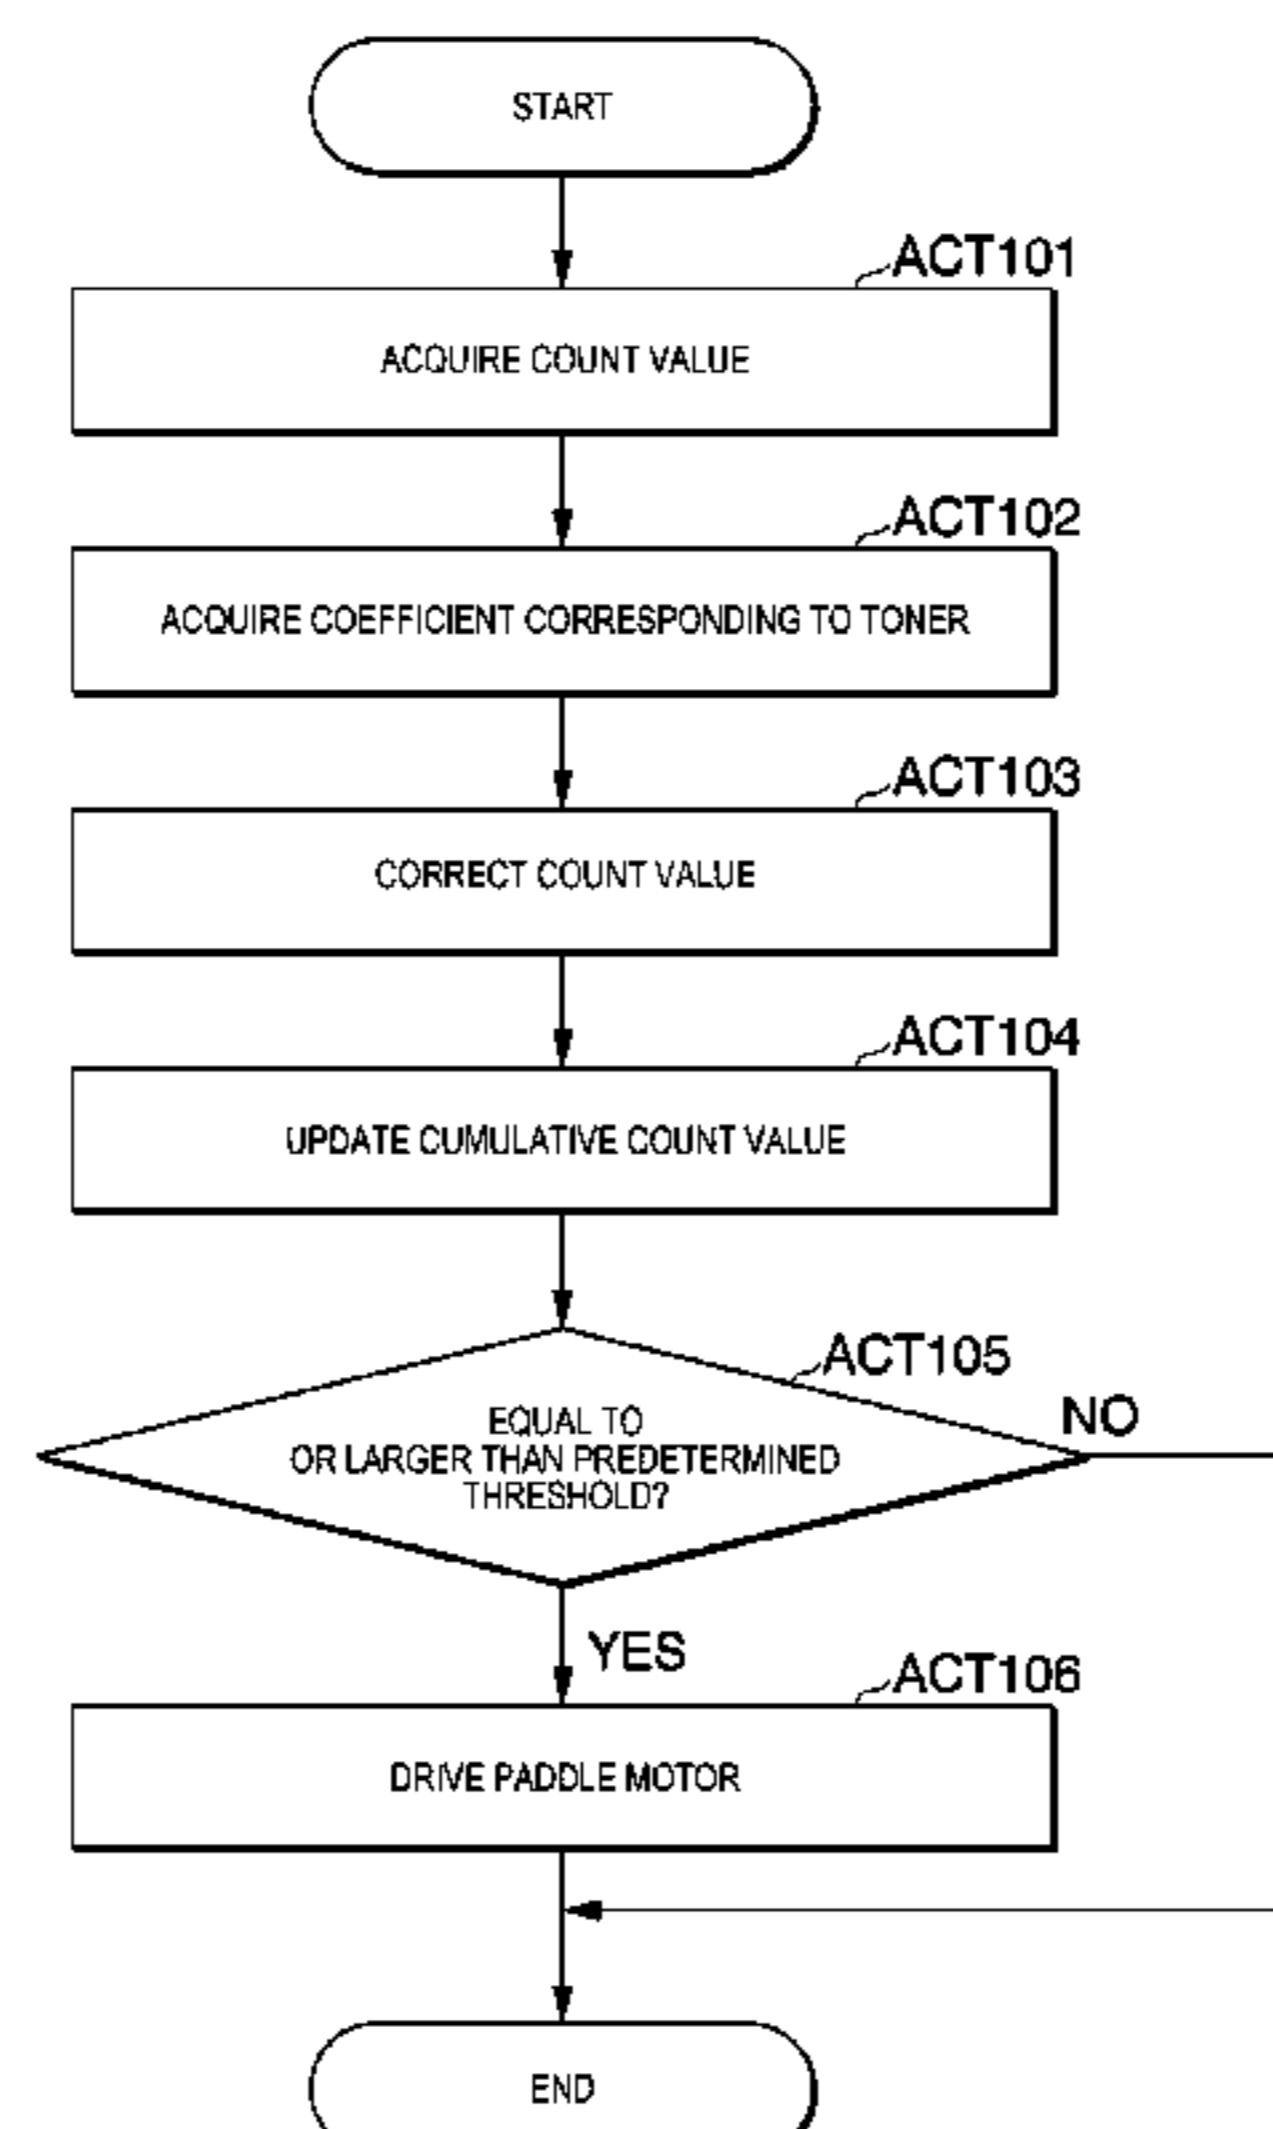 START
ACT101
ACQUIRE COUNT VALUE
ACT102
ACQUIRE COEFFICIENT CORRESPONDING TO TONER
ACT103
CORRECT COUNT VALUE
ACT104
UPDATE CUMULATIVE COUNT VALUE
ACT105
NO
EQUAL TO
OR LARGER THAN PREDETERMINED
THRESHOLD?
YES
ACT106
DRIVE PADDLE MOTOR
END